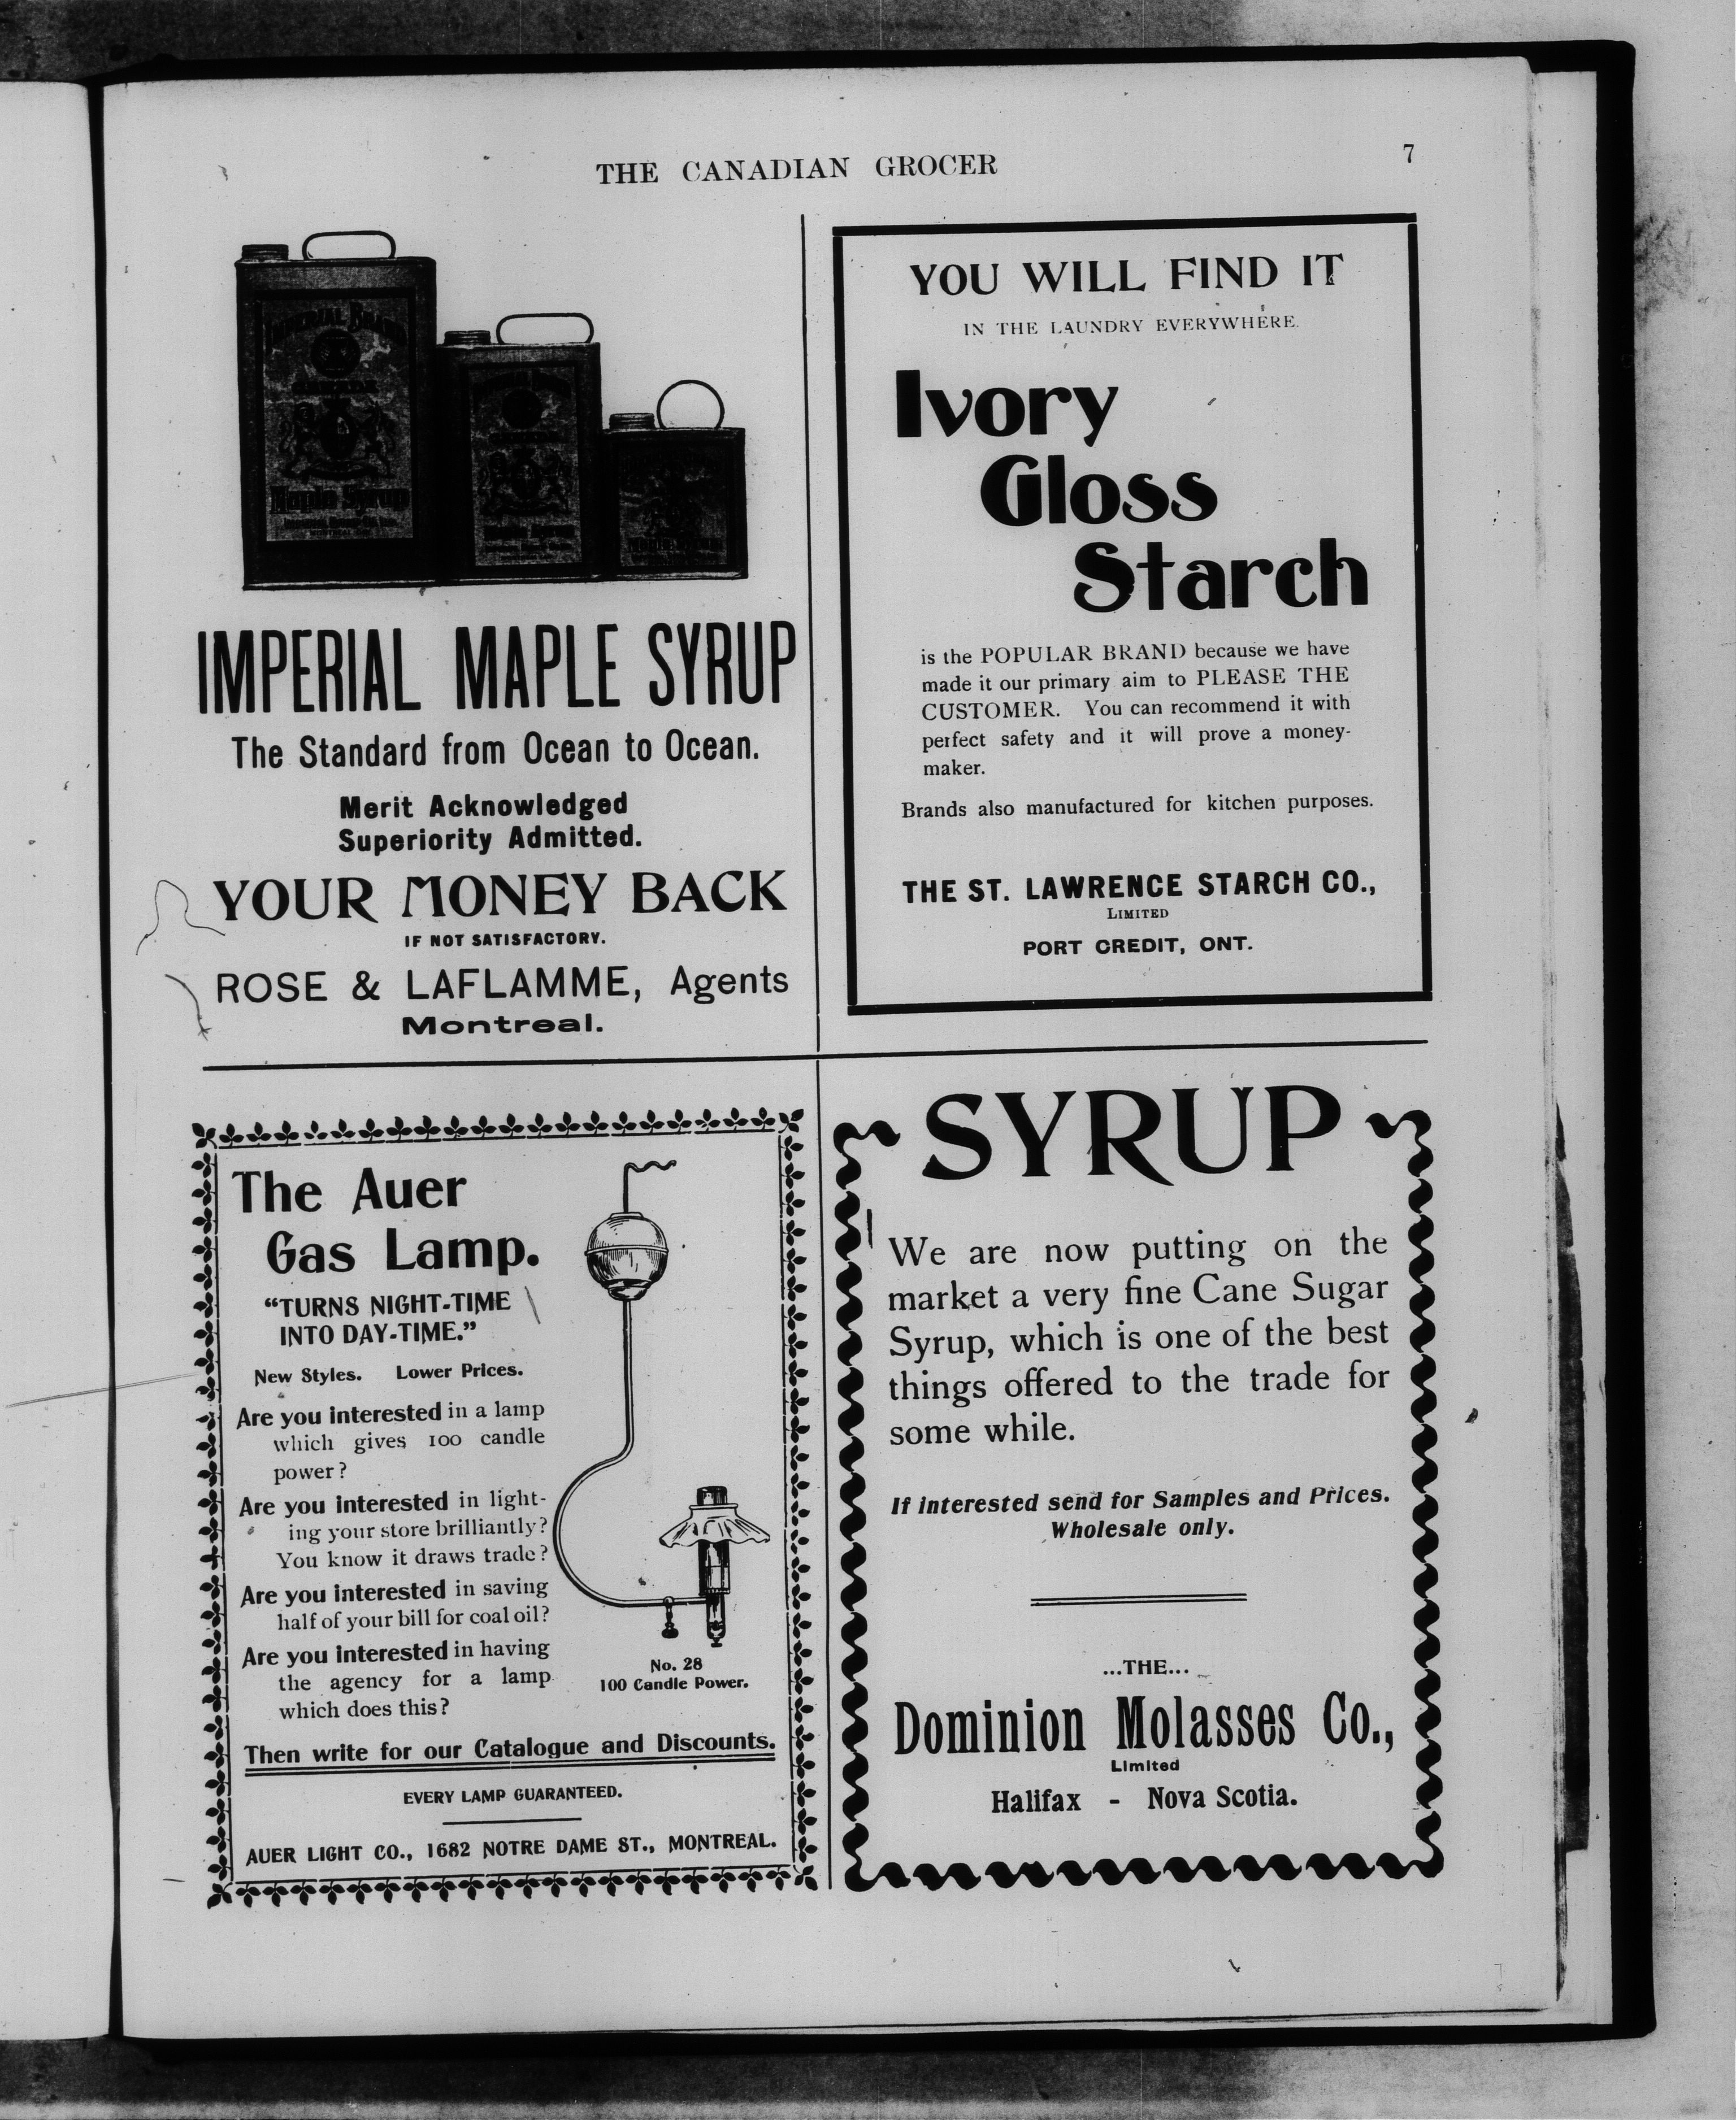 THE CANADIAN GROCER
7
IMPERIAL BRAND
Maple Syrup
IMPERIAL MAPLE SYRUP
The Standard from Ocean to Ocean.
Merit Acknowledged
Superiority Admitted.
YOUR MONEY BACK
IF NOT SATISFACTORY.
ROSE & LAFLAMME, Agents
Montreal.
YOU WILL FIND IT
IN THE LAUNDRY EVERYWHERE.
Ivory
Gloss
Starch
is the POPULAR BRAND because we have
made it our primary aim to PLEASE THE
CUSTOMER. You can recommend it with
perfect safety and it will prove a money-
maker.
Brands also manufactured for kitchen purposes.
THE ST. LAWRENCE STARCH CO.,
LIMITED
PORT CREDIT, ONT.
The Auer
Gas Lamp.
“TURNS NIGHT-TIME
INTO DAY-TIME.”
New Styles. Lower Prices.
Are you interested in a lamp
which gives 100 candle
power?
Are you interested in light-
ing your store brilliantly?
You know it draws trade?
Are you interested in saving
half of your bill for coal oil?
Are you interested in having
the agency for a lamp
which does this?
No. 28
100 Candle Power.
Then write for our Catalogue and Discounts.
EVERY LAMP GUARANTEED.
AUER LIGHT CO., 1682 NOTRE DAME ST., MONTREAL.
SYRUP
We are now putting on the
market a very fine Cane Sugar
Syrup, which is one of the best
things offered to the trade for
some while.
If interested send for Samples and Prices.
Wholesale only.
...THE...
Dominion Molasses Co.,
Limited
Halifax - Nova Scotia.